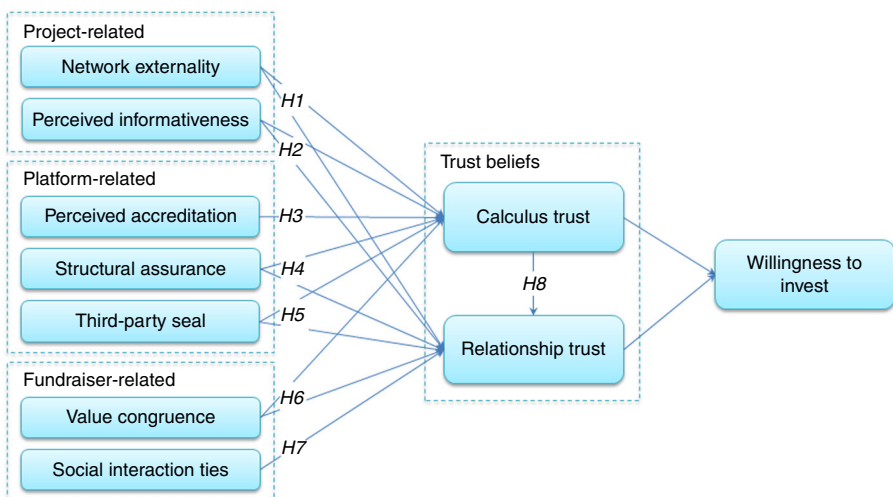 Project-related
Network externality
Perceived informativeness
Platform-related
Perceived accreditation
Structural assurance
Third-party seal
Fundraiser-related
Value congruence
Social interaction ties
H1
H2
H3
H4
H5
H6
H7
Trust beliefs
Calculus trust
H8
Relationship trust
Willingness to
invest